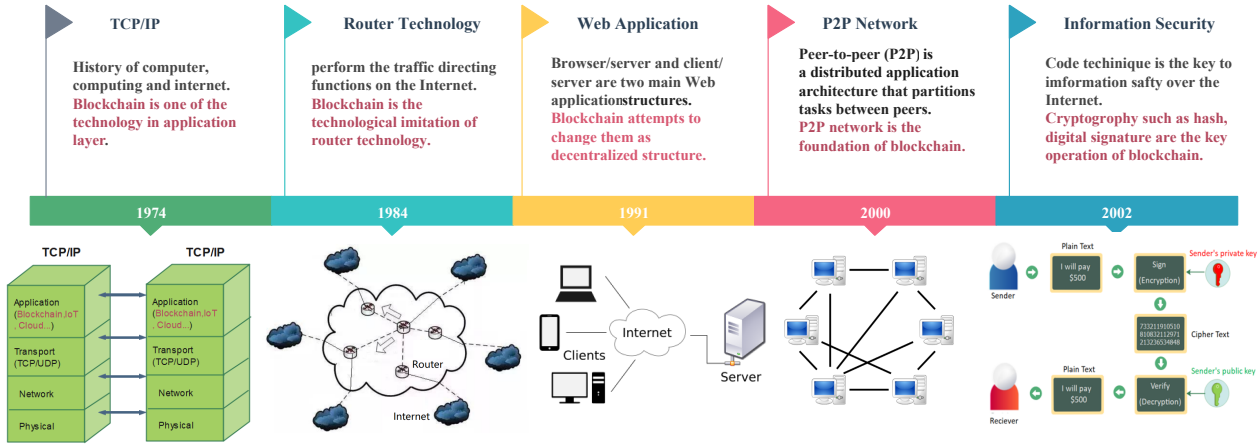 TCP/IP
History of computer,
computing and internet.
Blockchain is one of the
technology in application
layer.
Router Technology
perform the traffic directing
functions on the Internet.
Blockchain is the
technological imitation of
router technology.
Web Application
Browser/server and client/
server are two main Web
applicationstructures.
Blockchain attempts to
change them as
decentralized structure.
P2P Network
Peer-to-peer (P2P) is
a distributed application
architecture that partitions
tasks between peers.
P2P network is the
foundation of blockchain.
Information Security
Code techinique is the key to
imformation safty over the
Internet.
Cryptogrophy such as hash,
digital signature are the key
operation of blockchain.
1974
1984
1991
2000
2002
TCP/IP
TCP/IP
Application
(Blockchain,IoT
, Cloud...)
Transport
(TCP/UDP)
Network
Physical
Application
(Blockchain,IoT
, Cloud...)
Transport
(TCP/UDP)
Network
Physical
Router
Internet
Clients
Internet
Server
Sender
Plain Text
I will pay
$500
Sign
(Encryption)
Sender's private key
733211910510
810832112971
213236534848
Cipher Text
Reciever
Plain Text
I will pay
$500
Verify
(Decryption)
Sender's public key